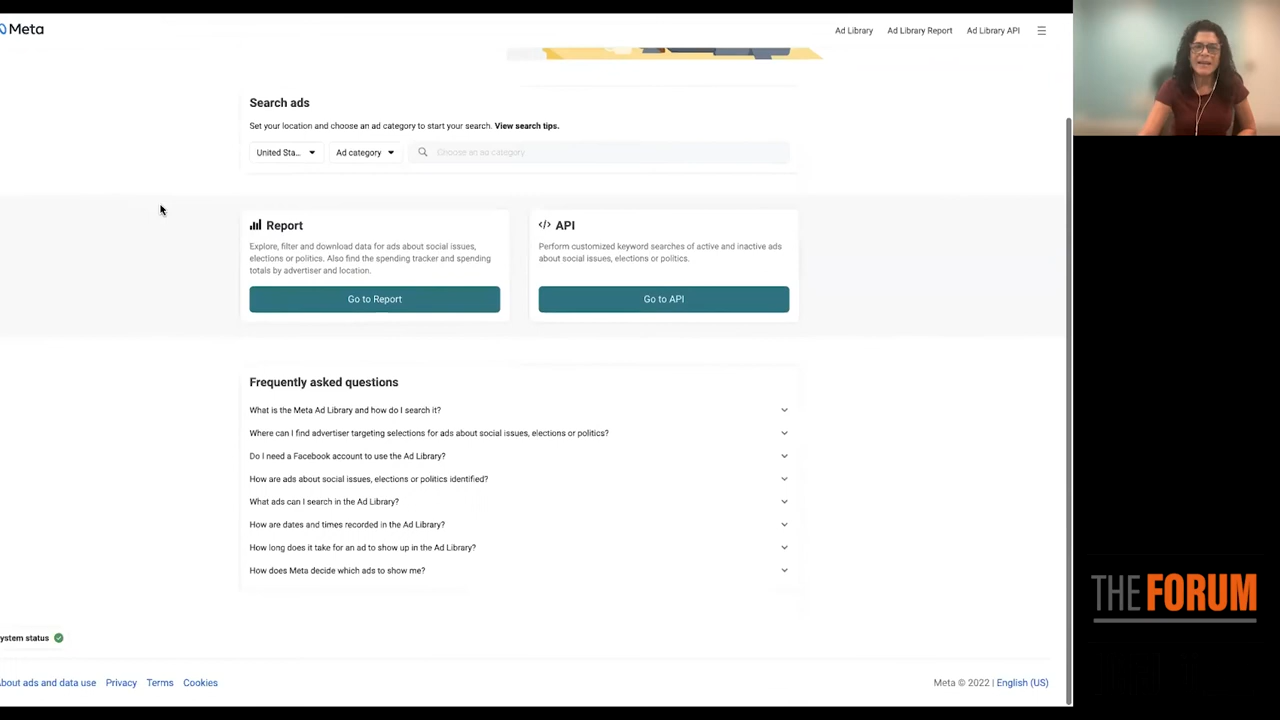 Meta
Ad Library Ad Library Report Ad Library API
Search ads
Set your location and choose an ad category to start your search. View search tips.
United Sta... Ad category Choose an ad category
Report
Explore, filter and download data for ads about social issues,
elections or politics. Also find the spending tracker and spending
totals by advertiser and location.
Go to Report
API
Perform customized keyword searches of active and inactive ads
about social issues, elections or politics.
Go to API
Frequently asked questions
What is the Meta Ad Library and how do I search it?
Where can I find advertiser targeting selections for ads about social issues, elections or politics?
Do I need a Facebook account to use the Ad Library?
How are ads about social issues, elections or politics identified?
What ads can I search in the Ad Library?
How are dates and times recorded in the Ad Library?
How long does it take for an ad to show up in the Ad Library?
How does Meta decide which ads to show me?
ystem status
bout ads and data use Privacy Terms Cookies
Meta © 2022 | English (US)
THE FORUM